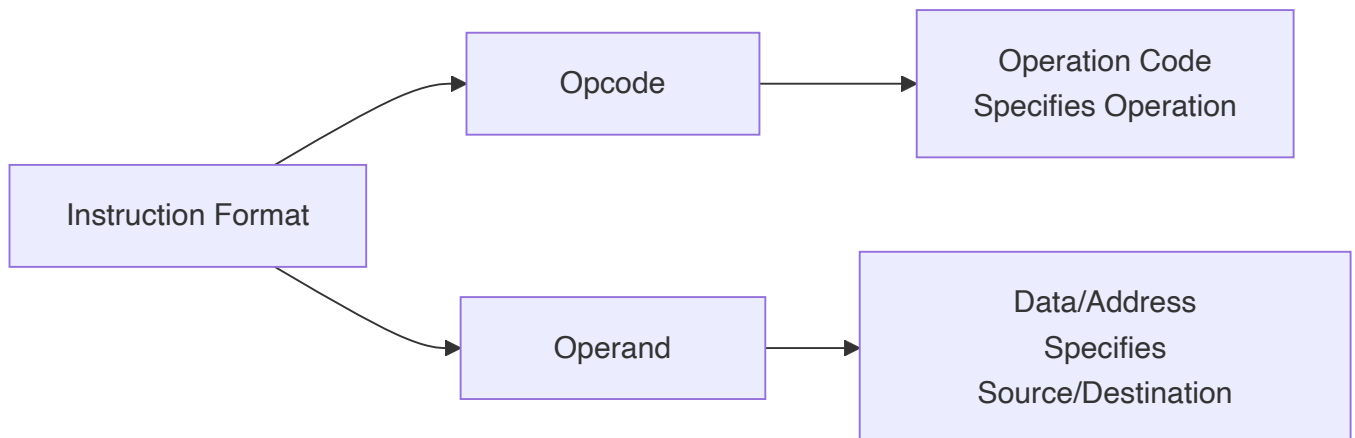 Instruction Format
Opcode
Operation Code
Specifies Operation
Operand
Data/Address
Specifies
Source/Destination